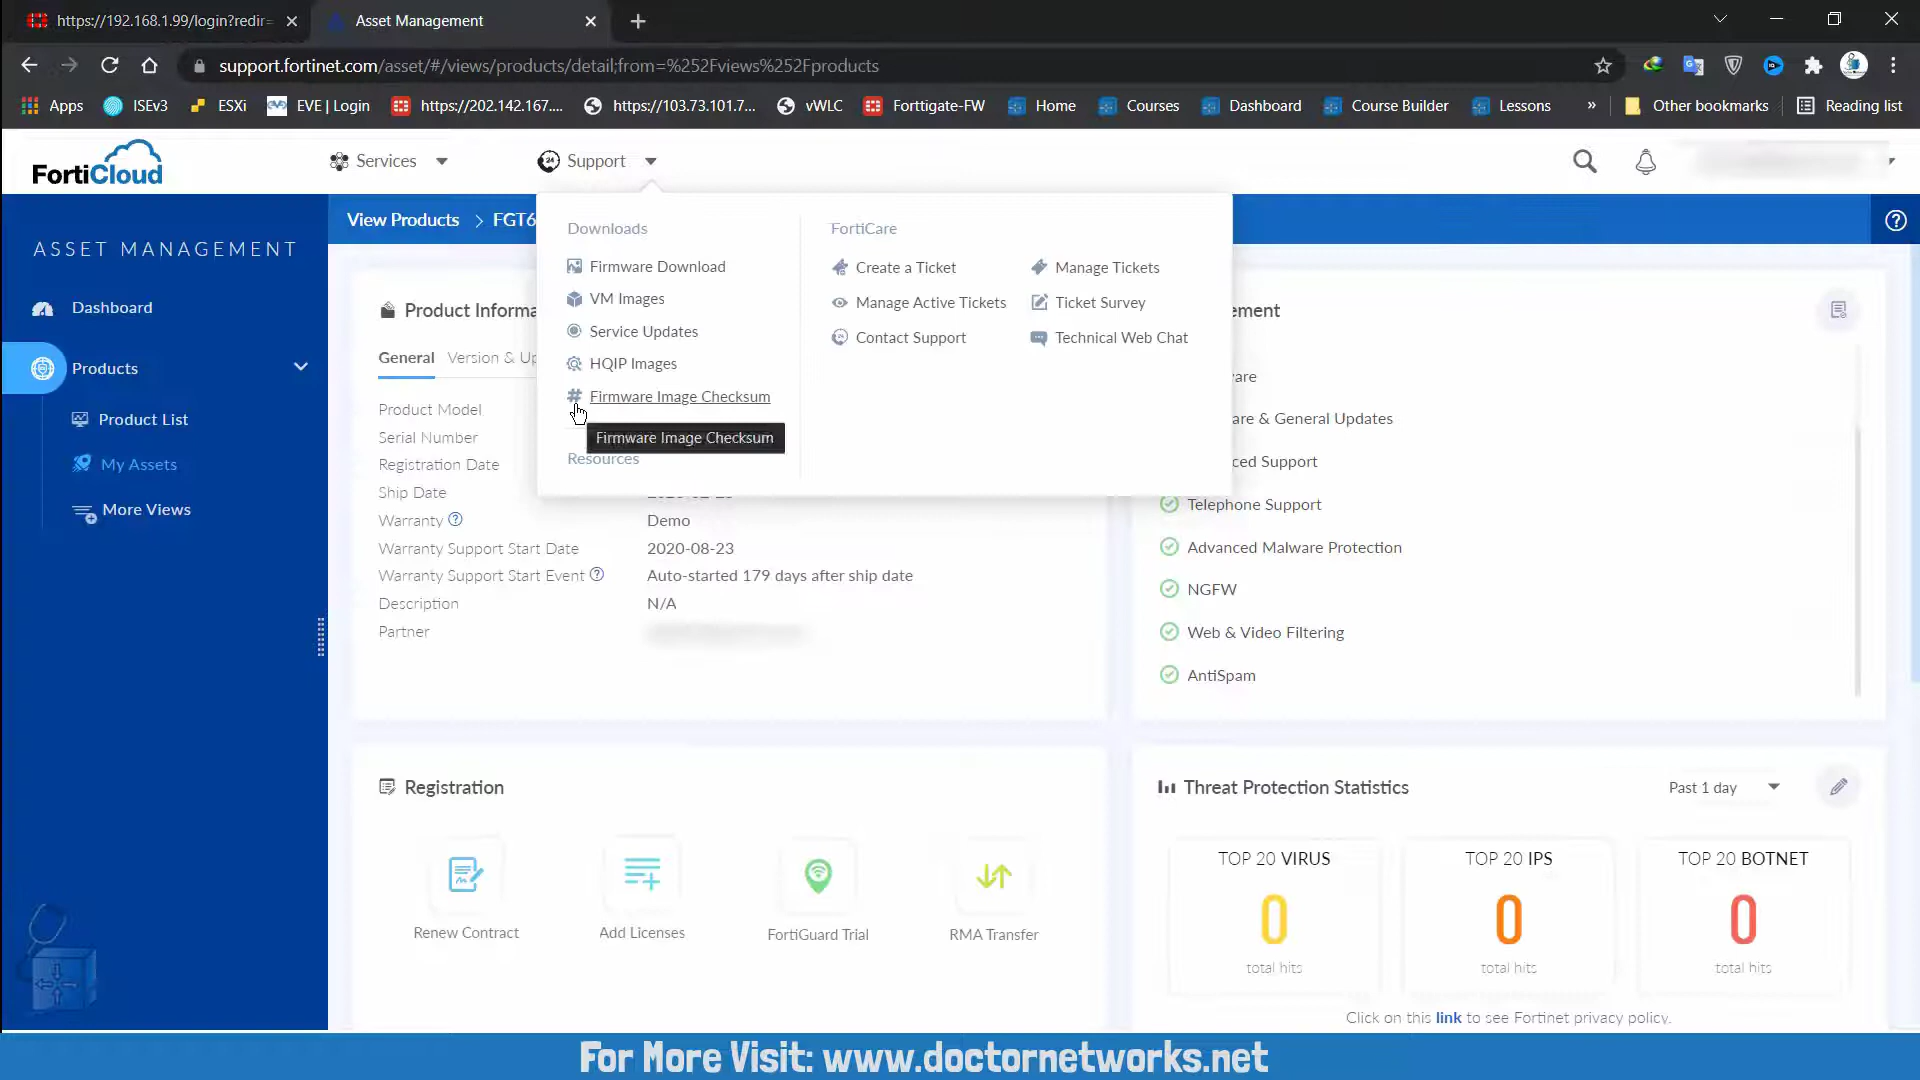 https://192.168.1.99/login?redir=
Asset Management
support.fortinet.com/asset/#/views/products/detail;from=%252Fviews%252Fproducts
Apps
ISEv3
ESXi
EVE | Login
https://202.142.167....
https://103.73.101.7...
vWLC
Forttigate-FW
Home
Courses
Dashboard
Course Builder
Lessons
»
Other bookmarks
Reading list
FortiCloud
Services
Support
View Products > FGT6
ASSET MANAGEMENT
Dashboard
Products
Product List
My Assets
More Views
Downloads
Firmware Download
VM Images
Service Updates
HQIP Images
Firmware Image Checksum
Firmware Image Checksum
Resources
FortiCare
Create a Ticket
Manage Tickets
Manage Active Tickets
Ticket Survey
Contact Support
Technical Web Chat
Product Informa
General
Version & Up
Product Model
Serial Number
Registration Date
Ship Date
Warranty
Demo
Warranty Support Start Date
2020-08-23
Warranty Support Start Event
Auto-started 179 days after ship date
Description
N/A
Partner
ement
are
are & General Updates
ced Support
Telephone Support
Advanced Malware Protection
NGFW
Web & Video Filtering
AntiSpam
Registration
Renew Contract
Add Licenses
FortiGuard Trial
RMA Transfer
Threat Protection Statistics
Past 1 day
TOP 20 VIRUS
0
total hits
TOP 20 IPS
0
total hits
TOP 20 BOTNET
0
total hits
Click on this link to see Fortinet privacy policy.
For More Visit: www.doctornetworks.net